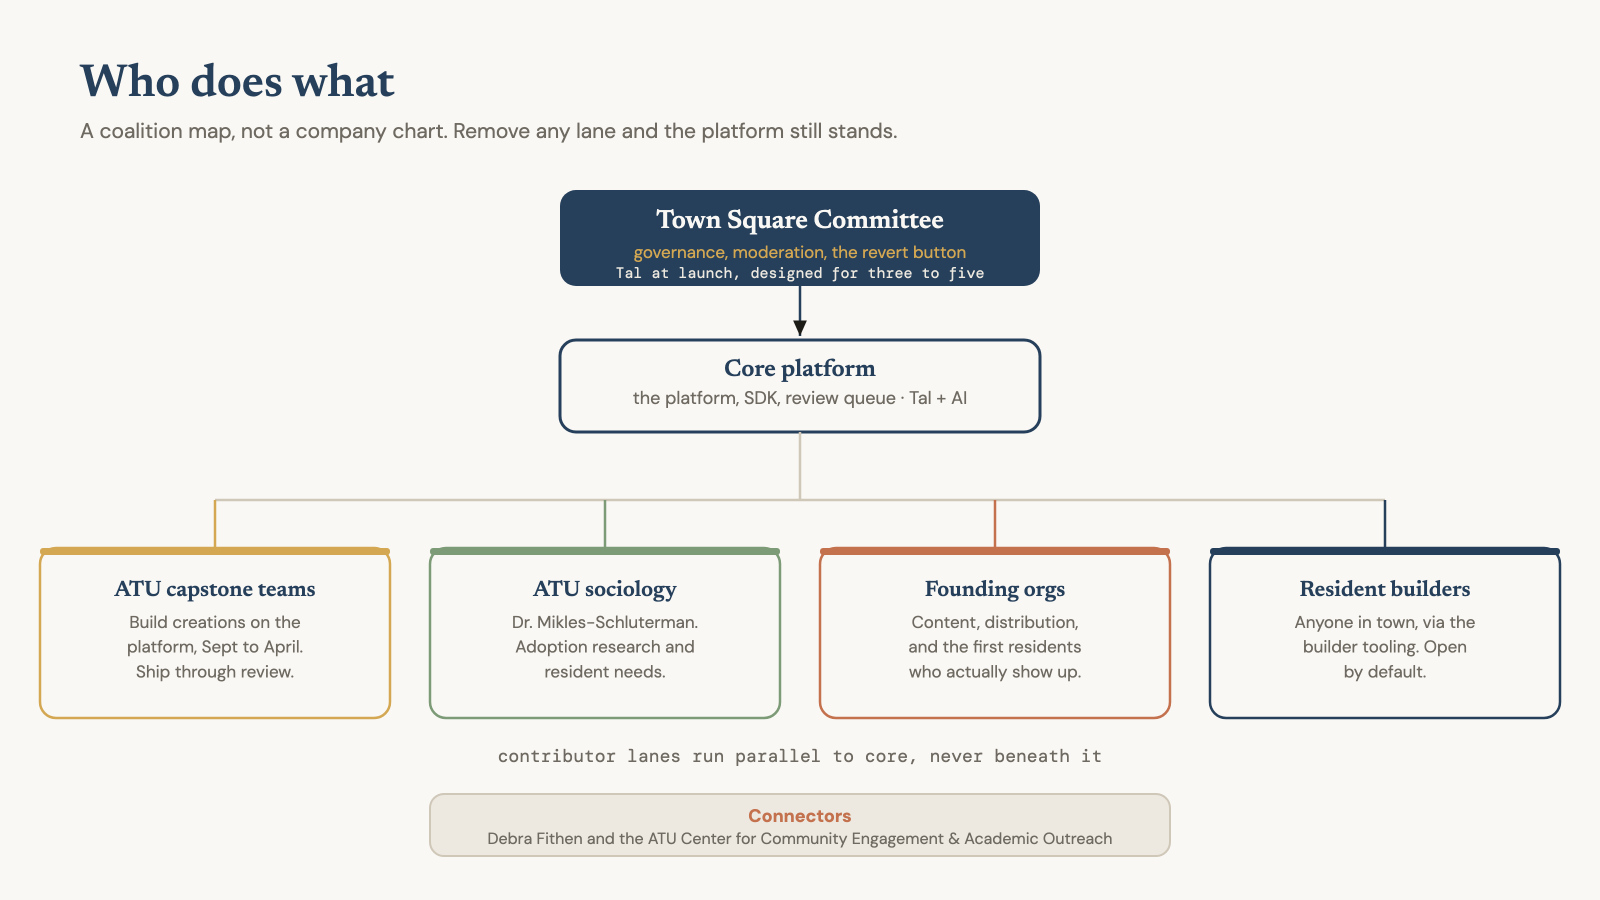 Who does what
A coalition map, not a company chart. Remove any lane and the platform still stands.
Town Square Committee
governance, moderation, the revert button
Tal at launch, designed for three to five
Core platform
the platform, SDK, review queue · Tal + AI
ATU capstone teams
Build creations on the
platform, Sept to April.
Ship through review.
ATU sociology
Dr. Mikles-Schluterman.
Adoption research and
resident needs.
Founding orgs
Content, distribution,
and the first residents
who actually show up.
Resident builders
Anyone in town, via the
builder tooling. Open
by default.
contributor lanes run parallel to core, never beneath it
Connectors
Debra Fithen and the ATU Center for Community Engagement & Academic Outreach